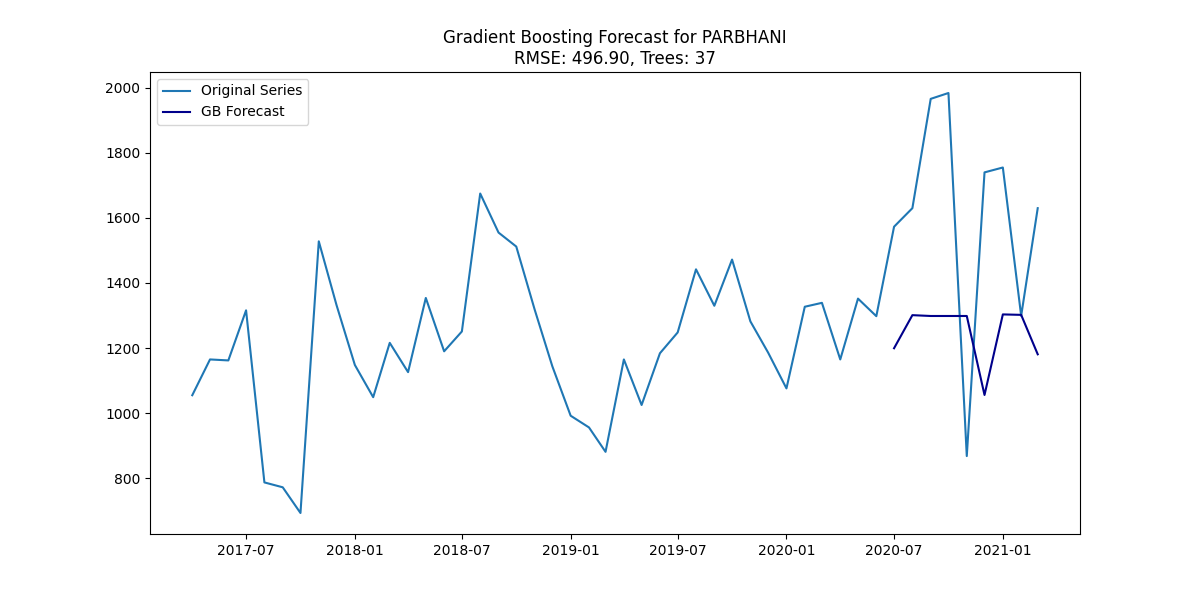 Gradient Boosting Forecast for PARBHANI
RMSE: 496.90, Trees: 37
Original Series
GB Forecast
2000
1800
1600
1400
1200
1000
800
2017-07 2018-01 2018-07 2019-01 2019-07 2020-01 2020-07 2021-01